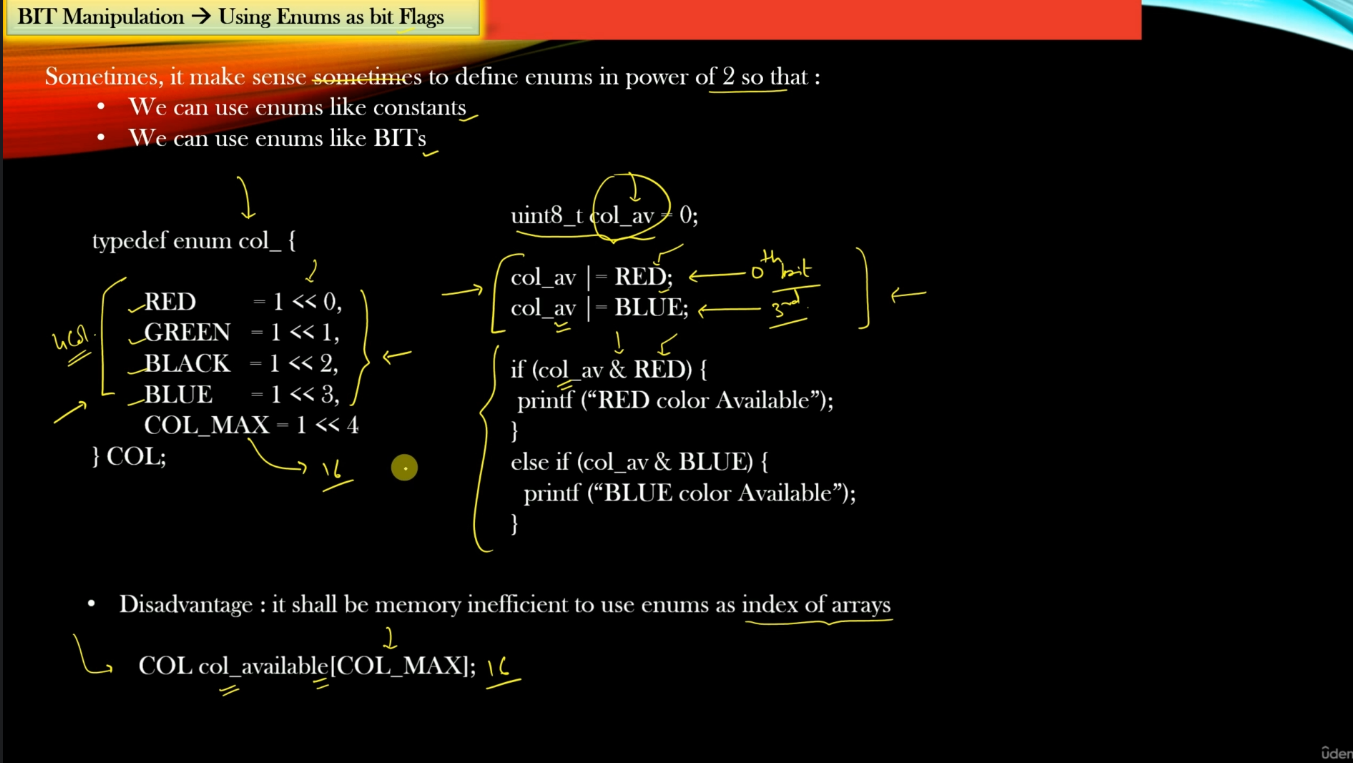 BIT Manipulation → Using Enums as bit Flags
Sometimes, it make sense sometimes to define enums in power of 2 so that :
• We can use enums like constants
• We can use enums like BITs
typedef enum col_ {
RED = 1 << 0,
GREEN = 1 << 1,
BLACK = 1 << 2,
BLUE = 1 << 3,
COL_MAX = 1 << 4
} COL;
4 col.
16
uint8_t col_av = 0;
col_av |= RED; 0th bit
col_av |= BLUE; 3rd
if (col_av & RED) {
printf (“RED color Available”);
}
else if (col_av & BLUE) {
printf (“BLUE color Available”);
}
• Disadvantage : it shall be memory inefficient to use enums as index of arrays
COL col_available[COL_MAX]; 16
ûdem